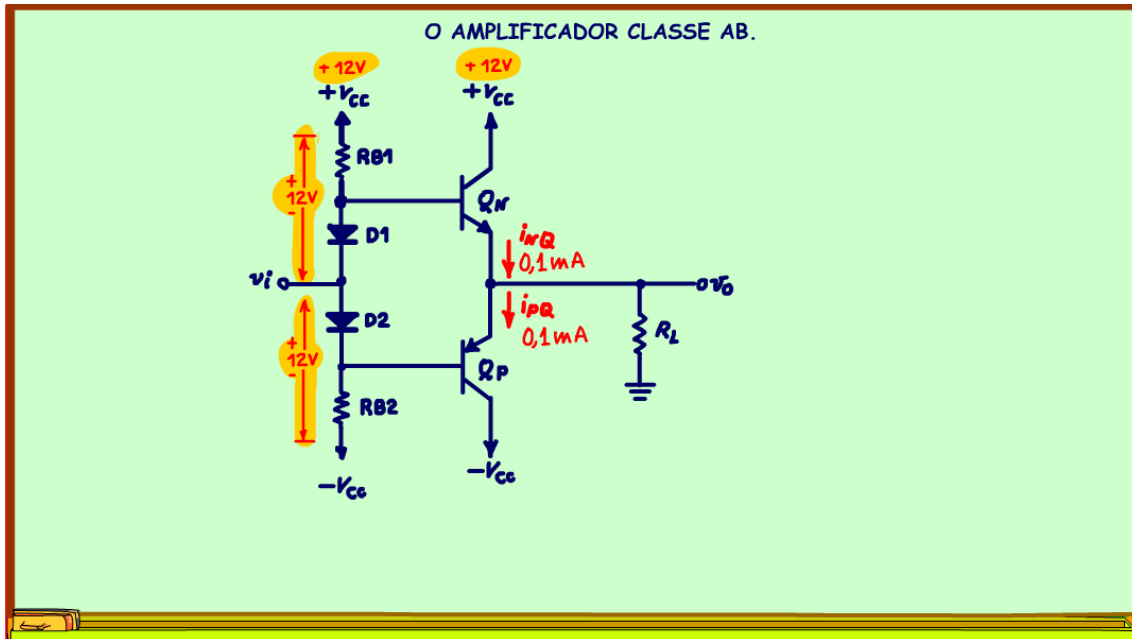 O AMPLIFICADOR CLASSE AB.
+ 12V
+ 12V
+VCC
+VCC
RB1
+
12V
-
QN
D1
iNQ
0,1mA
vi
vo
iPQ
0,1mA
D2
+
12V
-
RL
QP
RB2
-VCC
-VCC